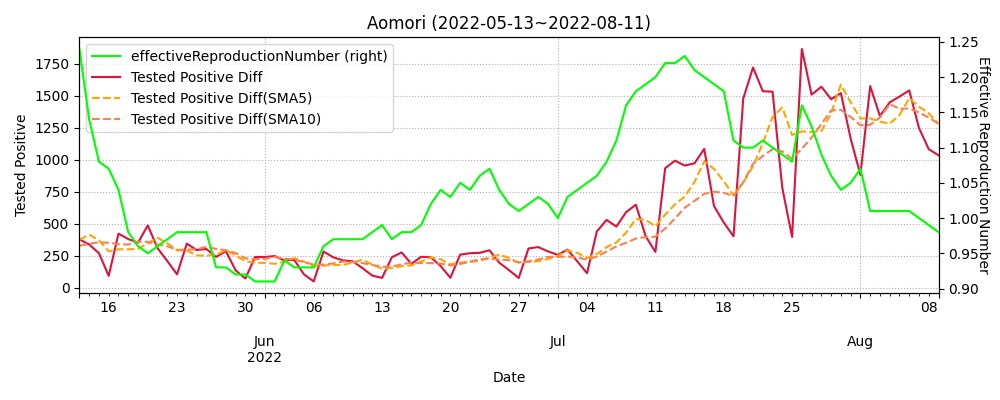 Aomori (2022-05-13~2022-08-11)
effectiveReproductionNumber (right)
Tested Positive Diff
Tested Positive Diff(SMA5)
Tested Positive Diff(SMA10)
Tested Positive
1750
1500
1250
1000
750
500
250
0
1.25
1.20
1.15
1.10
1.05
1.00
0.95
0.90
Effective Reproduction Number
16 23 30 06 13 20 27 04 11 18 25 08
Jun Jul Aug
2022
Date